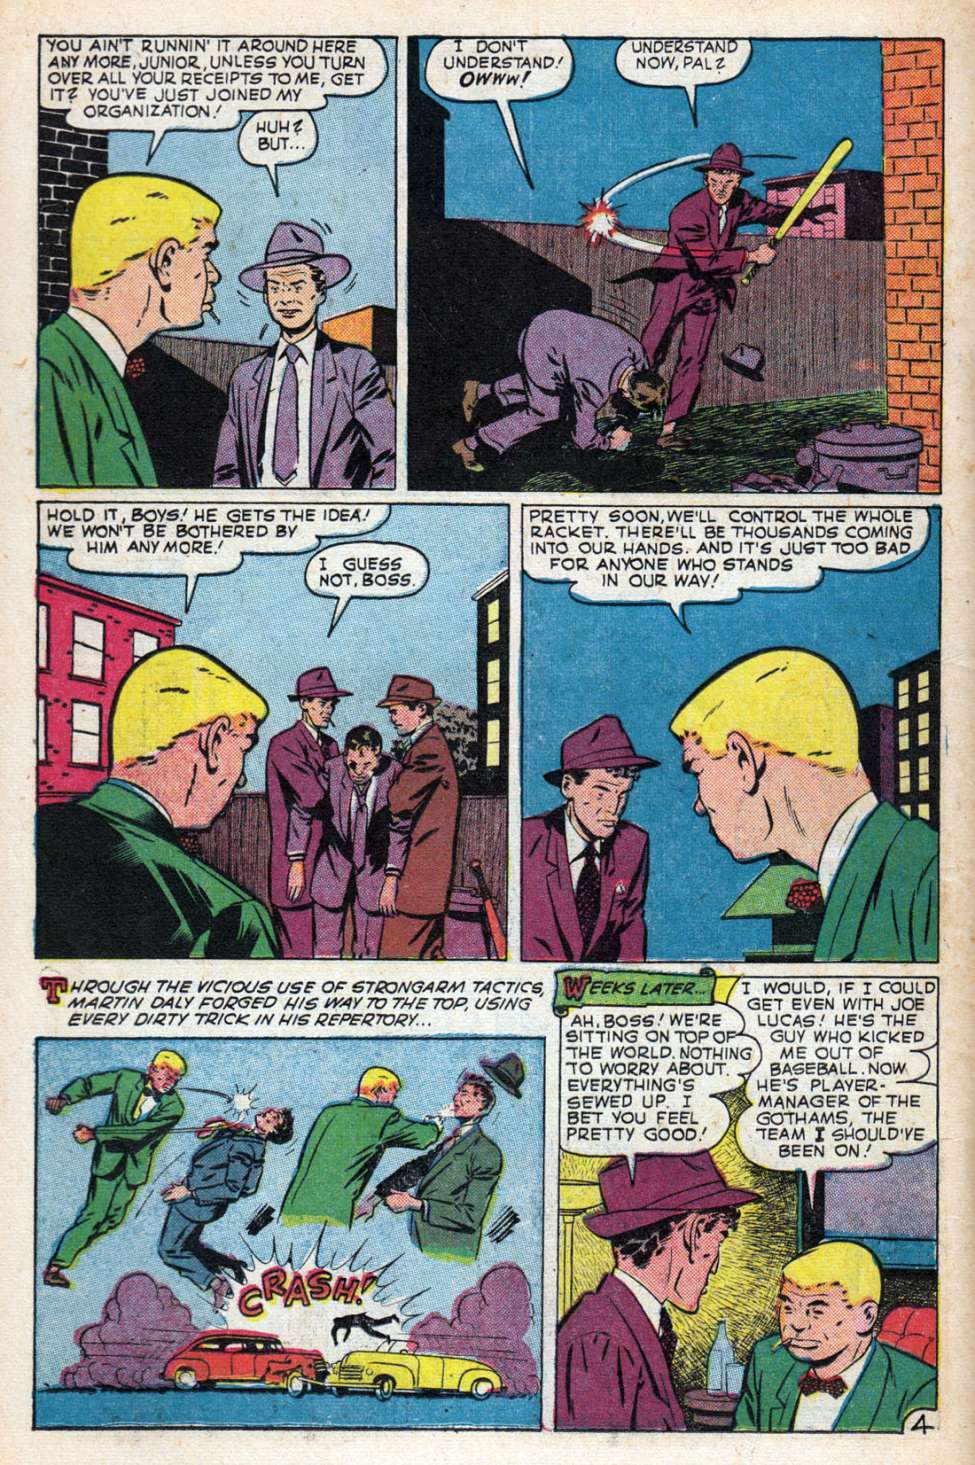 YOU AIN'T RUNNIN' IT AROUND HERE
ANY MORE, JUNIOR, UNLESS YOU TURN
OVER ALL YOUR RECEIPTS TO ME, GET
IT? YOU'VE JUST JOINED MY
ORGANIZATION!
HUH?
BUT...
I DON'T
UNDERSTAND!
OWWW!
UNDERSTAND
NOW, PAL?
HOLD IT, BOYS! HE GETS THE IDEA!
WE WON'T BE BOTHERED BY
HIM ANY MORE!
I GUESS
NOT, BOSS.
PRETTY SOON, WE'LL CONTROL THE WHOLE
RACKET. THERE'LL BE THOUSANDS COMING
INTO OUR HANDS. AND IT'S JUST TOO BAD
FOR ANYONE WHO STANDS
IN OUR WAY!
THROUGH THE VICIOUS USE OF STRONGARM TACTICS,
MARTIN DALY FORGED HIS WAY TO THE TOP, USING
EVERY DIRTY TRICK IN HIS REPERTORY...
CRASH!
WEEKS LATER...
AH, BOSS! WE'RE
SITTING ON TOP OF
THE WORLD. NOTHING
TO WORRY ABOUT.
EVERYTHING'S
SEWED UP. I
BET YOU FEEL
PRETTY GOOD!
I WOULD, IF I COULD
GET EVEN WITH JOE
LUCAS! HE'S THE
GUY WHO KICKED
ME OUT OF
BASEBALL. NOW
HE'S PLAYER-
MANAGER OF THE
GOTHAMS, THE
TEAM I SHOULD'VE
BEEN ON!
4